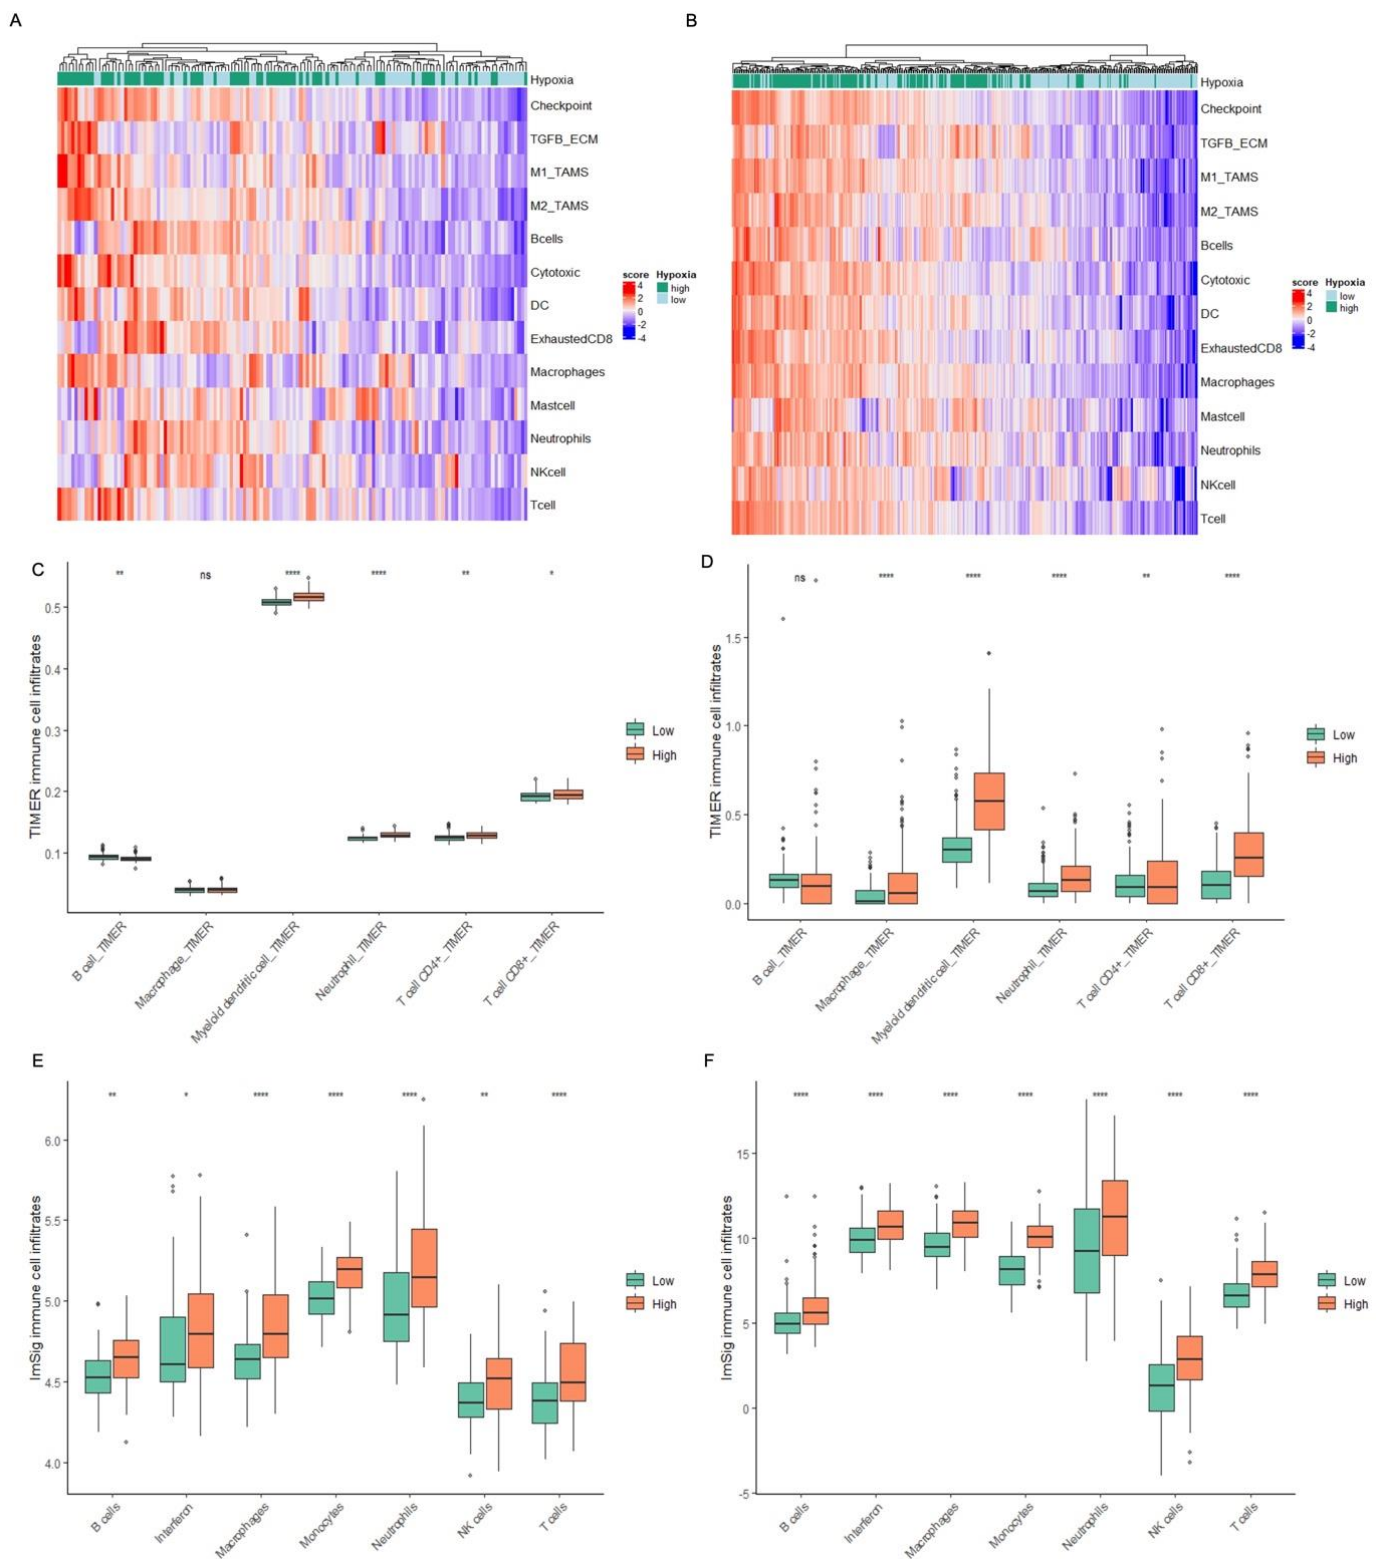 A
Hypoxia
Checkpoint
TGFB_ECM
M1_TAMS
M2_TAMS
Bcells
Cytotoxic
DC
ExhaustedCD8
Macrophages
Mastcell
Neutrophils
NKcell
Tcell
score
4
2
0
-2
-4
Hypoxia
high
low
B
Hypoxia
Checkpoint
TGFB_ECM
M1_TAMS
M2_TAMS
Bcells
Cytotoxic
DC
ExhaustedCD8
Macrophages
Mastcell
Neutrophils
NKcell
Tcell
score
4
2
0
-2
-4
Hypoxia
low
high
C
TIMER immune cell infiltrates
0.5
0.4
0.3
0.2
0.1
** ns **** **** ** *
B cell_TIMER
Macrophage_TIMER
Myeloid dendritic cell_TIMER
Neutrophil_TIMER
T cell CD4+_TIMER
T cell CD8+_TIMER
Low
High
D
TIMER immune cell infiltrates
1.5
1.0
0.5
0.0
ns **** **** **** ** ****
B cell_TIMER
Macrophage_TIMER
Myeloid dendritic cell_TIMER
Neutrophil_TIMER
T cell CD4+_TIMER
T cell CD8+_TIMER
Low
High
E
ImSig immune cell infiltrates
6.0
5.5
5.0
4.5
4.0
** * **** **** **** ** ****
B cells
Interferon
Macrophages
Monocytes
Neutrophils
NK cells
T cells
Low
High
F
ImSig immune cell infiltrates
15
10
5
0
-5
**** **** **** **** **** **** ****
B cells
Interferon
Macrophages
Monocytes
Neutrophils
NK cells
T cells
Low
High